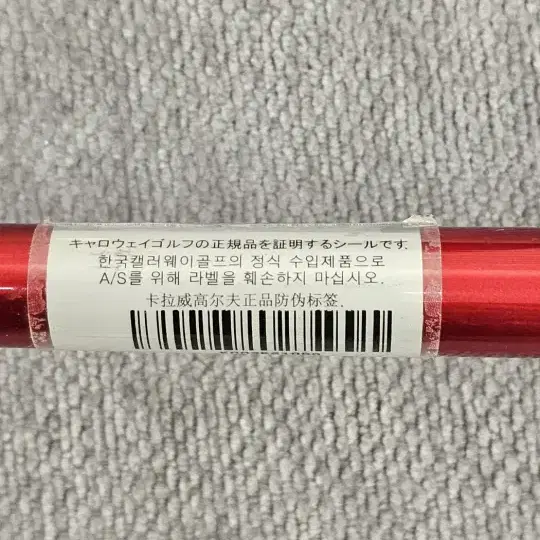 キャロウェイゴルフの正規品を証明するシールです.
한국캘러웨이골프의 정식 수입제품으로
A/S를 위해 라벨을 훼손하지 마십시오.
卡拉威高尔夫正品防伪标签.